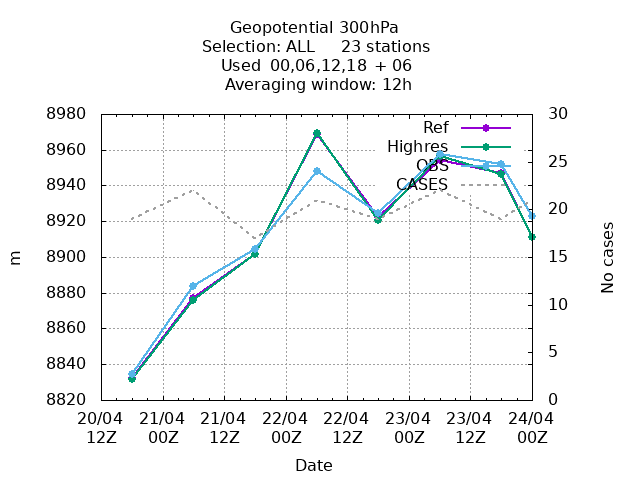 Geopotential 300hPa
Selection: ALL 23 stations
Used 00,06,12,18 + 06
Averaging window: 12h
8980
8960
8940
8920
8900
8880
8860
8840
8820
m
30
25
20
15
10
5
0
No cases
Ref
Highres
OBS
CASES
20/04 21/04 21/04 22/04 22/04 23/04 23/04 24/04
12Z 00Z 12Z 00Z 12Z 00Z 12Z 00Z
Date